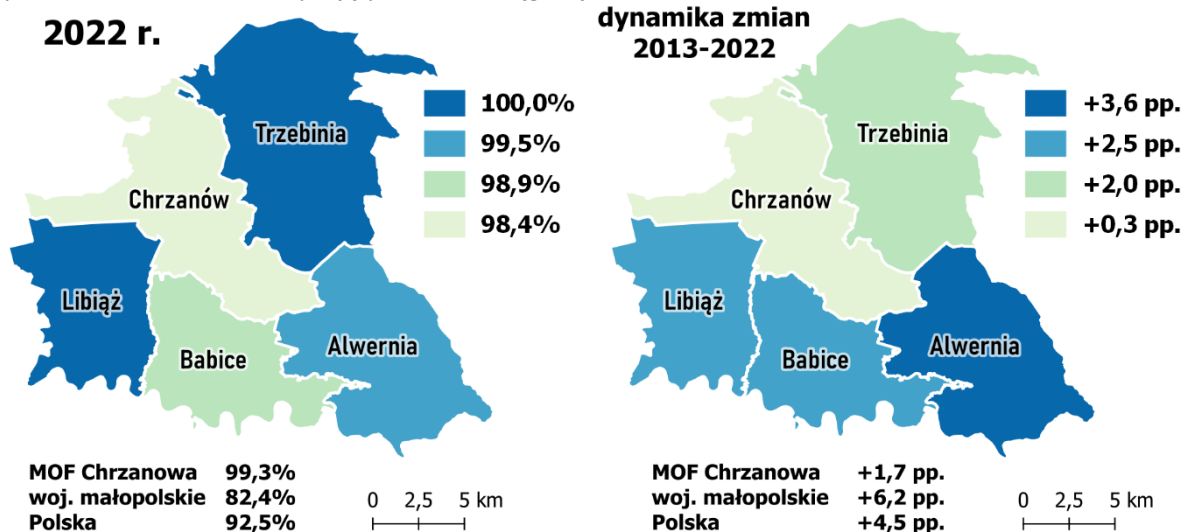 2022 r.
100,0%
99,5%
98,9%
98,4%
Trzebinia
Chrzanów
Libiąż
Babice
Alwernia
MOF Chrzanowa 99,3%
woj. małopolskie 82,4%
Polska 92,5%
0 2,5 5 km
dynamika zmian
2013-2022
+3,6 pp.
+2,5 pp.
+2,0 pp.
+0,3 pp.
Trzebinia
Chrzanów
Libiąż
Babice
Alwernia
MOF Chrzanowa +1,7 pp.
woj. małopolskie +6,2 pp.
Polska +4,5 pp.
0 2,5 5 km